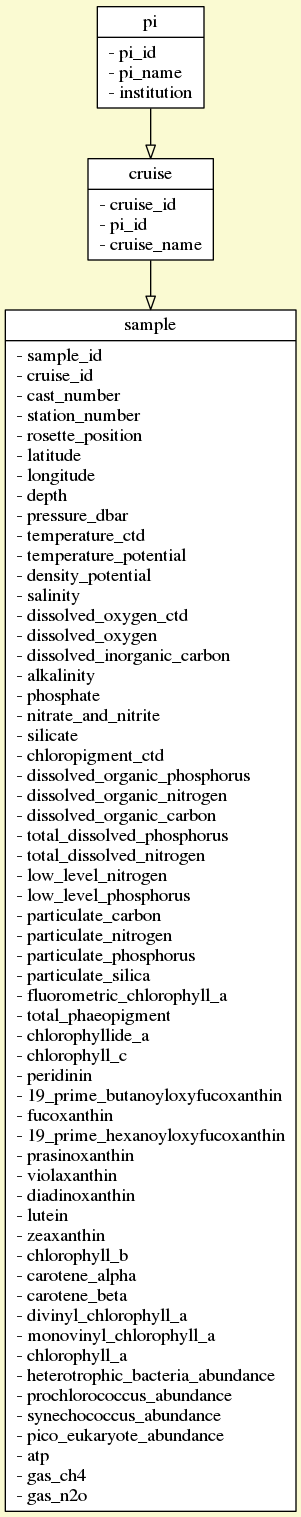 pi
- pi_id
- pi_name
- institution
cruise
- cruise_id
- pi_id
- cruise_name
sample
- sample_id
- cruise_id
- cast_number
- station_number
- rosette_position
- latitude
- longitude
- depth
- pressure_dbar
- temperature_ctd
- temperature_potential
- density_potential
- salinity
- dissolved_oxygen_ctd
- dissolved_oxygen
- dissolved_inorganic_carbon
- alkalinity
- phosphate
- nitrate_and_nitrite
- silicate
- chloropigment_ctd
- dissolved_organic_phosphorus
- dissolved_organic_nitrogen
- dissolved_organic_carbon
- total_dissolved_phosphorus
- total_dissolved_nitrogen
- low_level_nitrogen
- low_level_phosphorus
- particulate_carbon
- particulate_nitrogen
- particulate_phosphorus
- particulate_silica
- fluorometric_chlorophyll_a
- total_phaeopigment
- chlorophyllide_a
- chlorophyll_c
- peridinin
- 19_prime_butanoyloxyfucoxanthin
- fucoxanthin
- 19_prime_hexanoyloxyfucoxanthin
- prasinoxanthin
- violaxanthin
- diadinoxanthin
- lutein
- zeaxanthin
- chlorophyll_b
- carotene_alpha
- carotene_beta
- divinyl_chlorophyll_a
- monovinyl_chlorophyll_a
- chlorophyll_a
- heterotrophic_bacteria_abundance
- prochlorococcus_abundance
- synechococcus_abundance
- pico_eukaryote_abundance
- atp
- gas_ch4
- gas_n2o